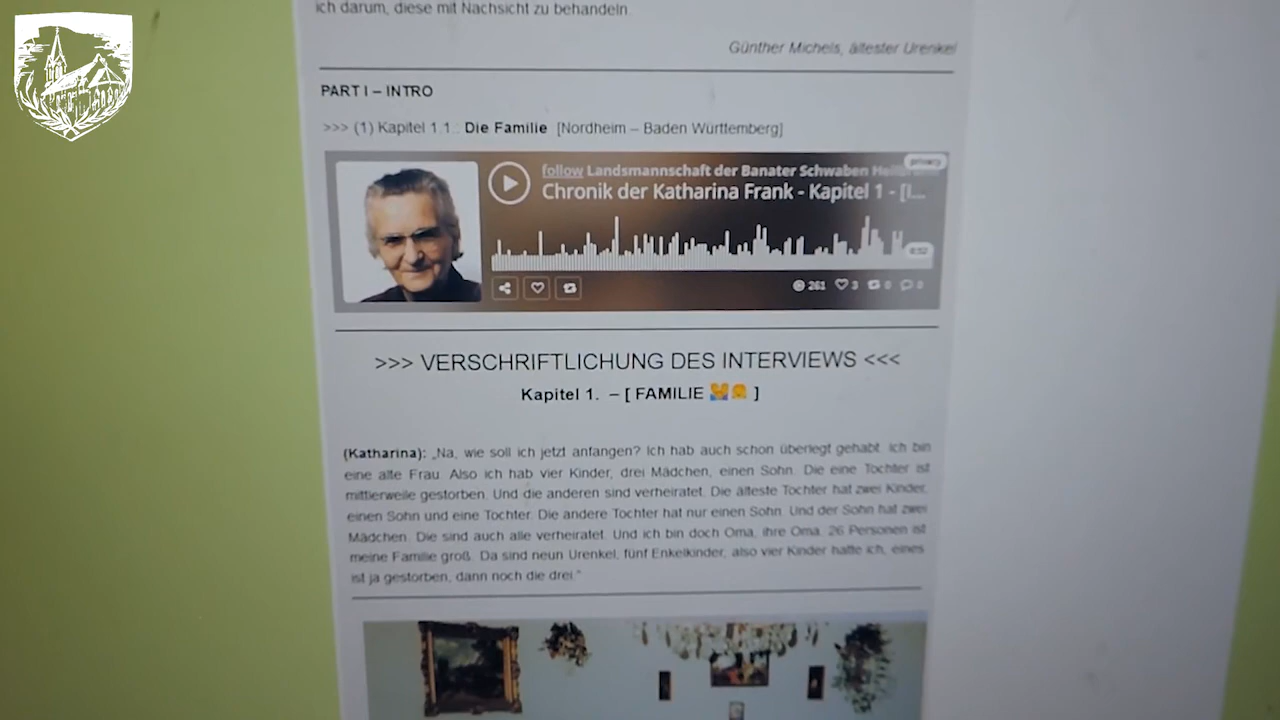 ich darum, diese mit Nachsicht zu behandeln.
Günther Michels, ältester Urenkel
PART I – INTRO
>>> (1) Kapitel 1.1.: Die Familie [Nordheim – Baden Württemberg]
privacy
follow Landsmannschaft der Banater Schwaben
Chronik der Katharina Frank - Kapitel 1 - [I...
261 3 0 0
>>> VERSCHRIFTLICHUNG DES INTERVIEWS <<<
Kapitel 1. – [ FAMILIE ]
(Katharina): „Na, wie soll ich jetzt anfangen? Ich hab auch schon überlegt gehabt. Ich bin
eine alte Frau. Also ich hab vier Kinder, drei Mädchen, einen Sohn. Die eine Tochter ist
mittlerweile gestorben. Und die anderen sind verheiratet. Die älteste Tochter hat zwei Kinder,
einen Sohn und eine Tochter. Die andere Tochter hat nur einen Sohn. Und der Sohn hat zwei
Mädchen. Die sind auch alle verheiratet. Und ich bin doch Oma, ihre Oma. 26 Personen ist
meine Familie groß. Da sind neun Urenkel, fünf Enkelkinder, also vier Kinder hatte ich, eines
ist ja gestorben, dann noch die drei.“